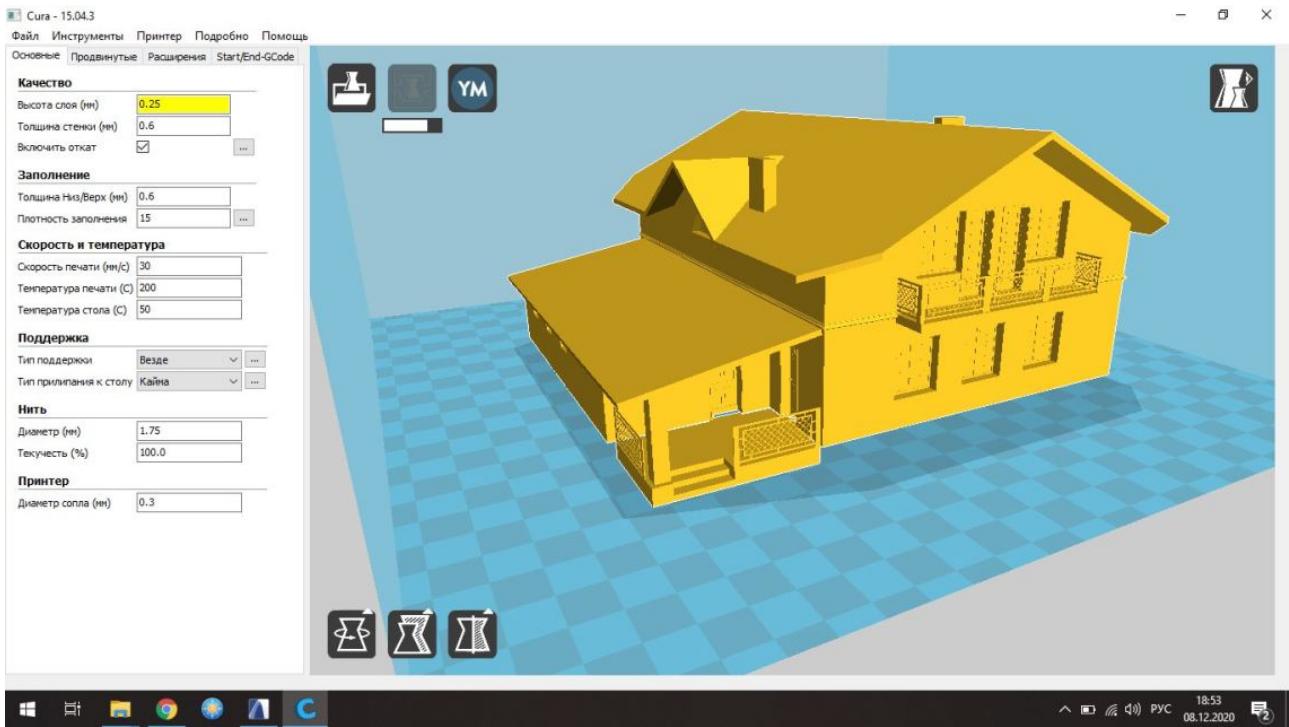 Cura - 15.04.3
Файл Инструменты Принтер Подробно Помощь
Основные Продвинутые Расширения Start/End-GCode
Качество
Высота слоя (мм) 0.25
Толщина стенки (мм) 0.6
Включить откат ...
Заполнение
Толщина Низ/Верх (мм) 0.6
Плотность заполнения 15 ...
Скорость и температура
Скорость печати (мм/с) 30
Температура печати (C) 200
Температура стола (C) 50
Поддержка
Тип поддержки Везде ...
Тип прилипания к столу Кайма ...
Нить
Диаметр (мм) 1.75
Текучесть (%) 100.0
Принтер
Диаметр сопла (мм) 0.3
YM
РУС
18:53
08.12.2020
2